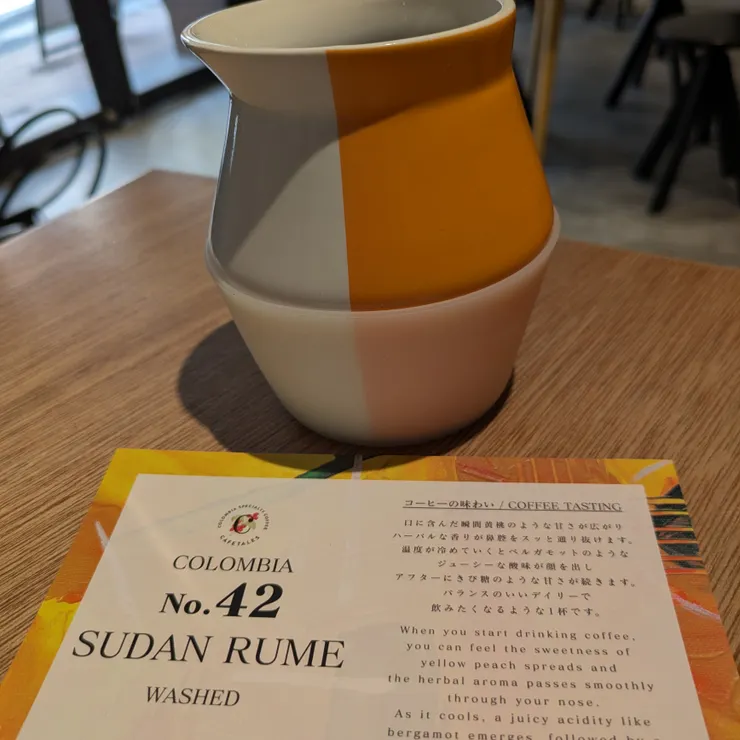 COLOMBIA SPECIALTY COFFEE
C
CAFETALES
COLOMBIA
No.42
SUDAN RUME
WASHED
コーヒーの味わい / COFFEE TASTING
口に含んだ瞬間黄桃のような甘さが広がり
ハーバルな香りが鼻腔をスッと通り抜けます。
温度が冷めていくとベルガモットのような
ジューシーな酸味が顔を出し
アフターにきび糖のような甘さが続きます。
バランスのいいデイリーで
飲みたくなるような1杯です。
When you start drinking coffee,
you can feel the sweetness of
yellow peach spreads and
the herbal aroma passes smoothly
through your nose.
As it cools, a juicy acidity like
bergamot emerges, followed by a